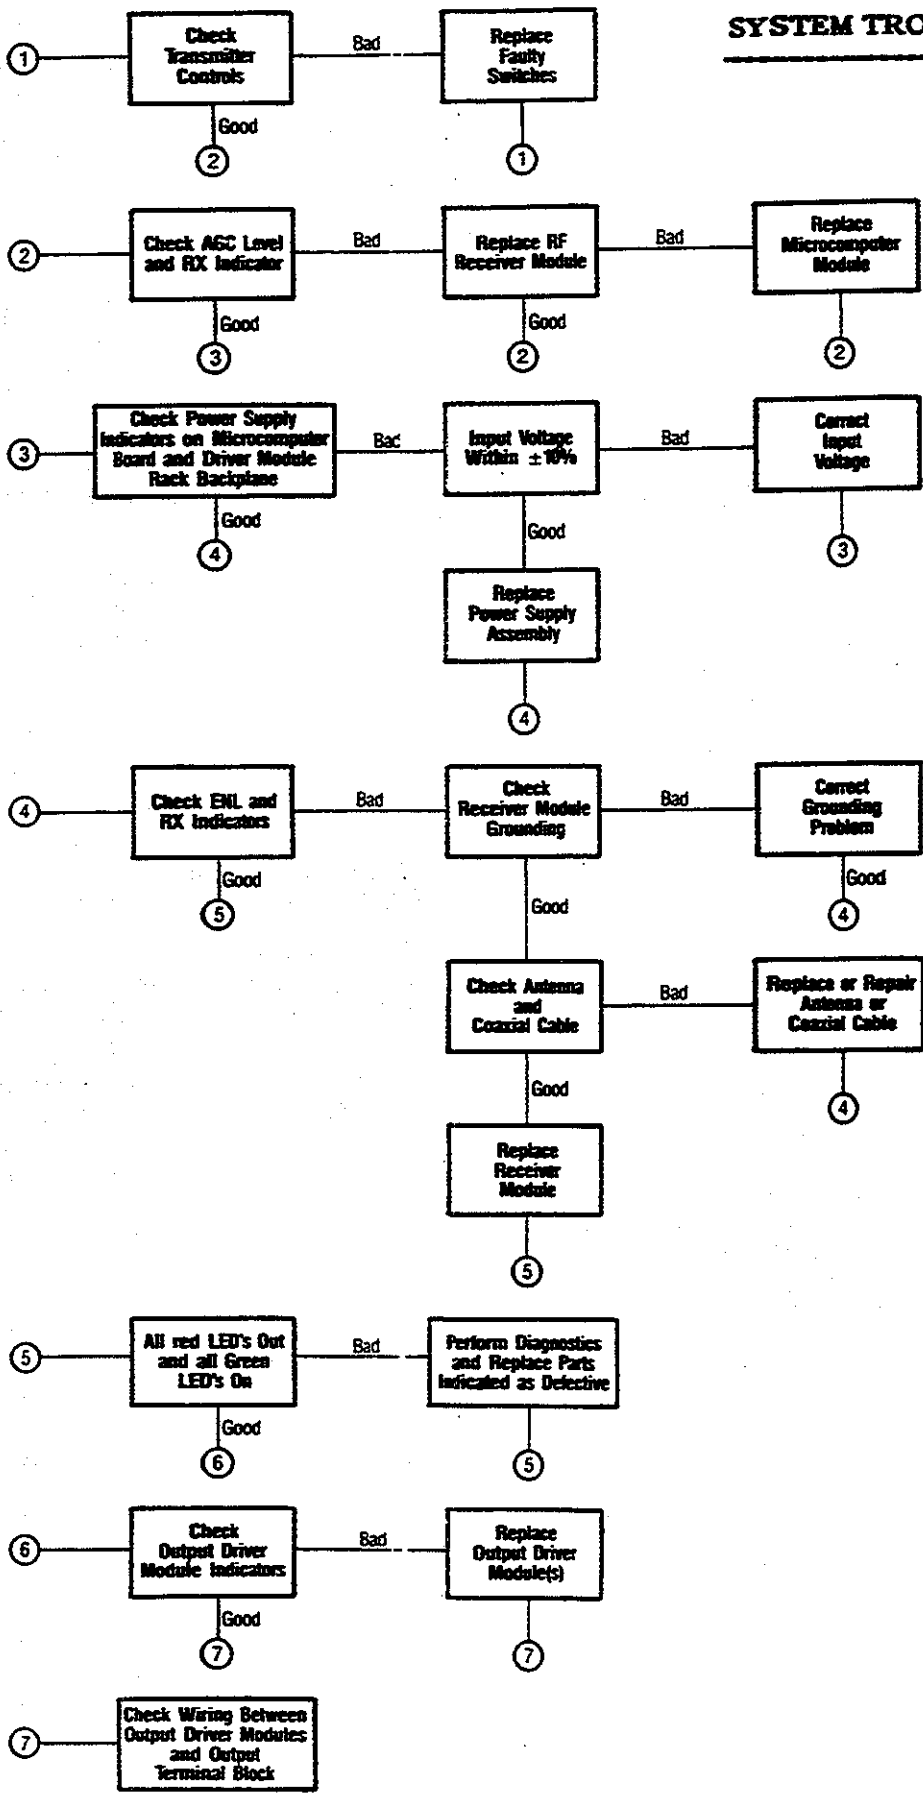 SYSTEM TRO
1
Check
Transmitter
Controls
Bad
Replace
Faulty
Switches
Good
2
1
2
Check AGC Level
and RX Indicator
Bad
Replace RF
Receiver Module
Bad
Replace
Microcomputer
Module
Good
3
Good
2
2
3
Check Power Supply
Indicators on Microcomputer
Board and Driver Module
Rack Backplane
Bad
Input Voltage
Within ±10%
Bad
Correct
Input
Voltage
Good
4
Good
3
Replace
Power Supply
Assembly
4
4
Check ENL and
RX Indicators
Bad
Check
Receiver Module
Grounding
Bad
Correct
Grounding
Problem
Good
5
Good
Good
4
Check Antenna
and
Coaxial Cable
Bad
Replace or Repair
Antenna or
Coaxial Cable
Good
4
Replace
Receiver
Module
5
5
All red LED's Out
and all Green
LED's On
Bad
Perform Diagnostics
and Replace Parts
Indicated as Defective
Good
6
5
6
Check
Output Driver
Module Indicators
Bad
Replace
Output Driver
Module(s)
Good
7
7
7
Check Wiring Between
Output Driver Modules
and Output
Terminal Block